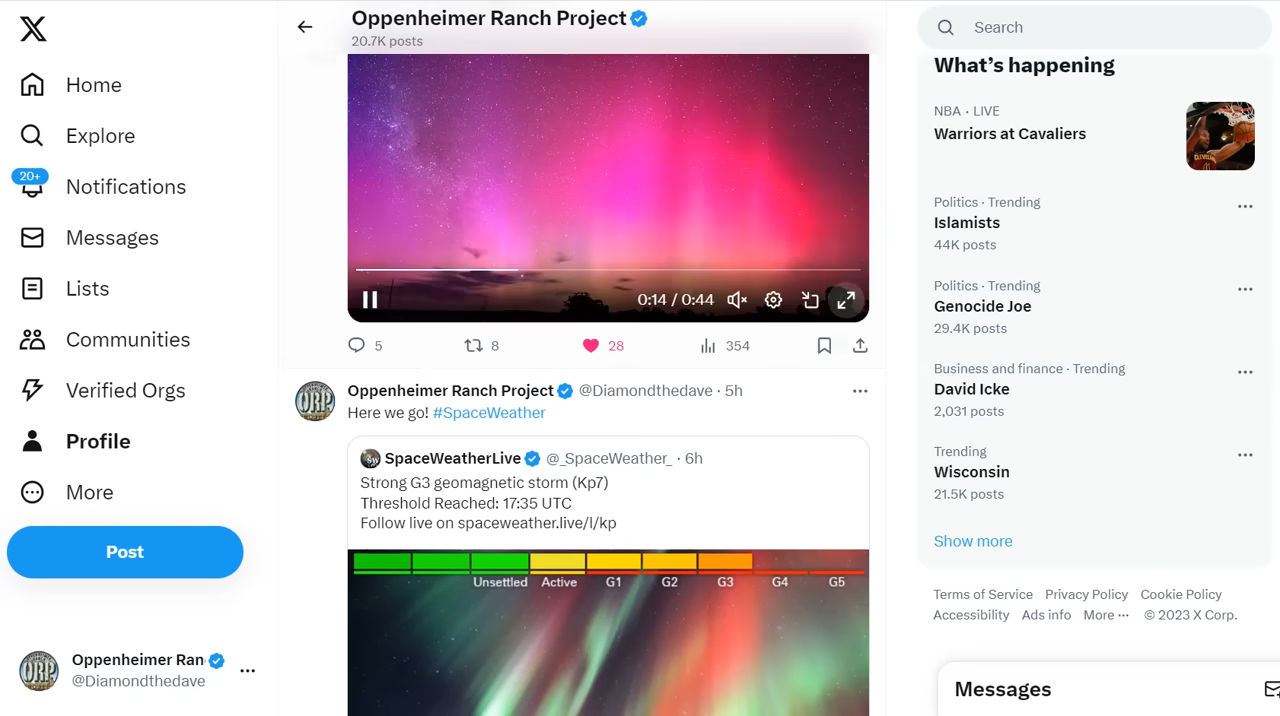 Home
Explore
20+
Notifications
Messages
Lists
Communities
Verified Orgs
Profile
More
Post
Oppenheimer Ran
@Diamondthedave
Oppenheimer Ranch Project
20.7K posts
0:14 / 0:44
5 8 28 354
ORP
Oppenheimer Ranch Project @Diamondthedave · 5h
Here we go! #SpaceWeather
SpaceWeatherLive @_SpaceWeather_ · 6h
Strong G3 geomagnetic storm (Kp7)
Threshold Reached: 17:35 UTC
Follow live on spaceweather.live/l/kp
Unsettled Active G1 G2 G3 G4 G5
Search
What's happening
NBA · LIVE
Warriors at Cavaliers
Politics · Trending
Islamists
44K posts
Politics · Trending
Genocide Joe
29.4K posts
Business and finance · Trending
David Icke
2,031 posts
Trending
Wisconsin
21.5K posts
Show more
Terms of Service Privacy Policy Cookie Policy
Accessibility Ads info More ··· © 2023 X Corp.
Messages
ORP